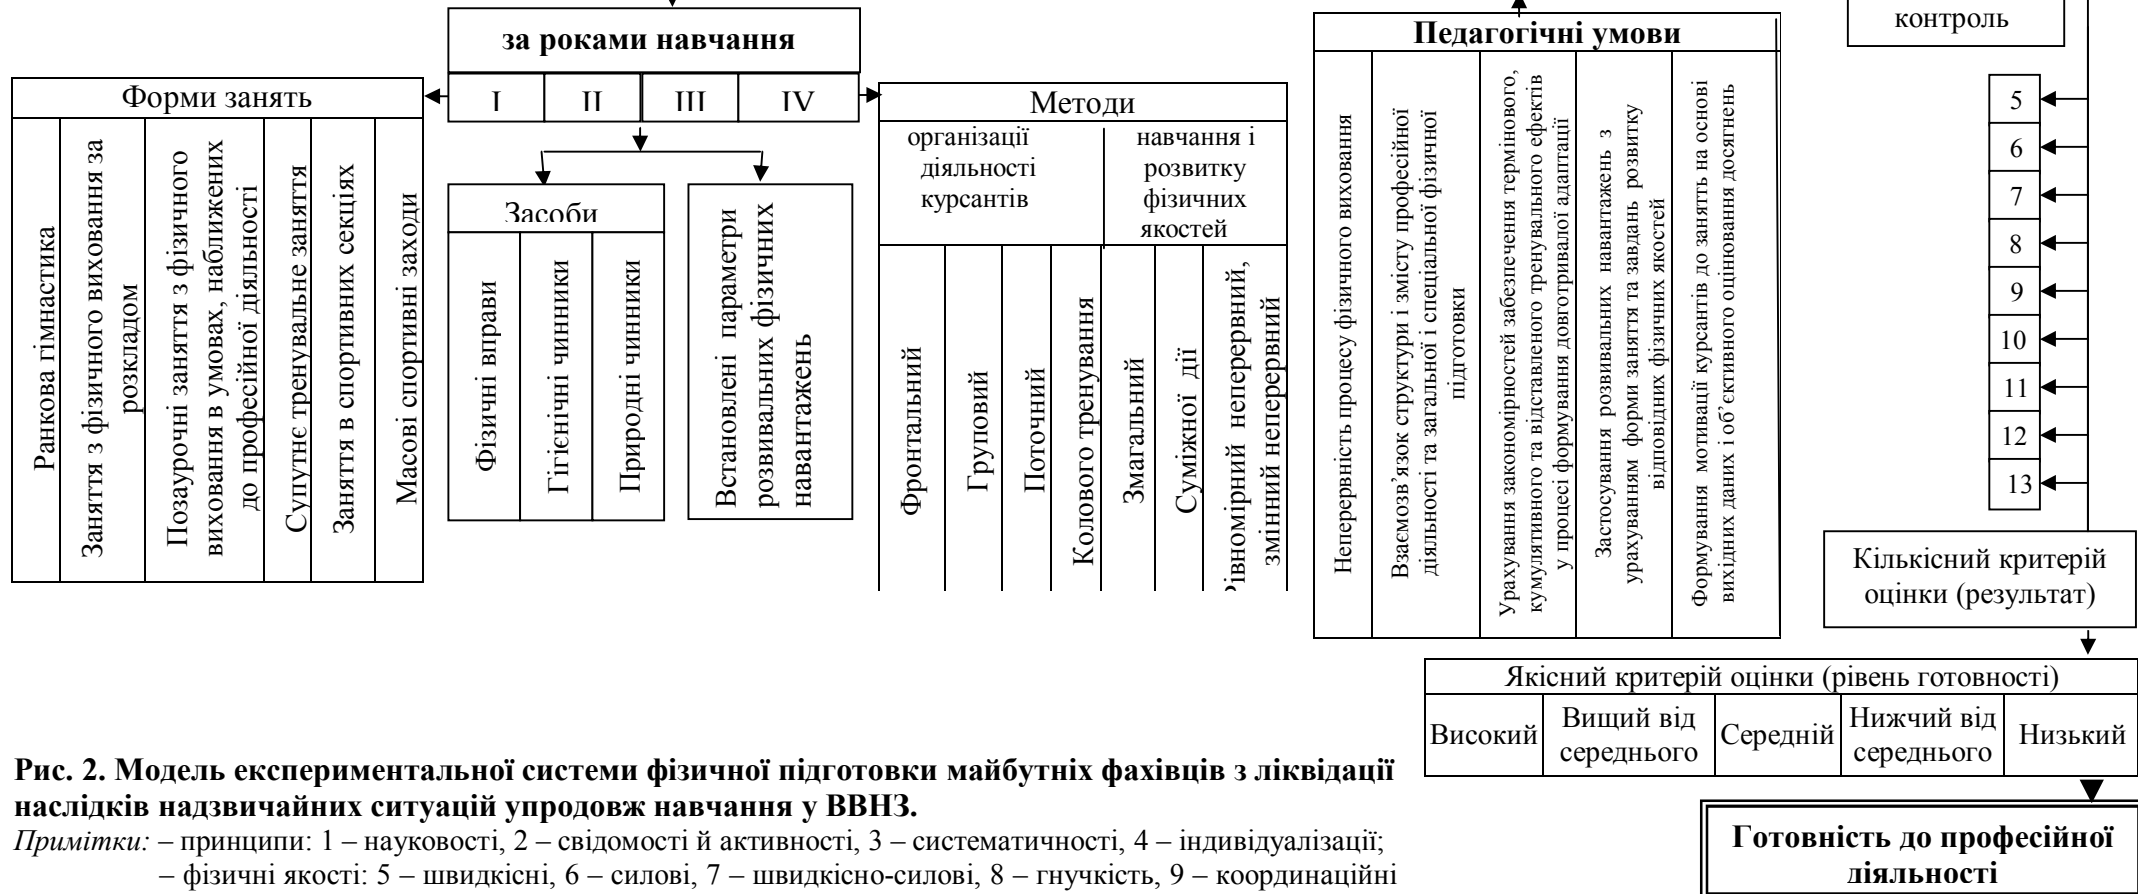 за роками навчання
I II III IV
Форми занять
Ранкова гімнастика
Заняття з фізичного виховання за
розкладом
Позаурочні заняття з фізичного
виховання в умовах, наближених
до професійної діяльності
Супутнє тренувальне заняття
Заняття в спортивних секціях
Масові спортивні заходи
Засоби
Фізичні вправи
Гігієнічні чинники
Природні чинники
Встановлені параметри
розвивальних фізичних
навантажень
Методи
організації
діяльності
курсантів
навчання і
розвитку
фізичних
якостей
Фронтальний
Груповий
Поточний
Колового тренування
Змагальний
Суміжної дії
Рівномірний неперервний,
змінний неперервний
Педагогічні умови
Неперервність процесу фізичного виховання
Взаємозв’язок структури і змісту професійної
діяльності та загальної і спеціальної фізичної
підготовки
Урахування закономірностей забезпечення термінового,
кумулятивного та відставленого тренувального ефектів
у процесі формування довготривалої адаптації
Застосування розвивальних навантажень з
урахуванням форми заняття та завдань розвитку
відповідних фізичних якостей
Формування мотивації курсантів до занять на основі
вихідних даних і об’єктивного оцінювання досягнень
контроль
5
6
7
8
9
10
11
12
13
Кількісний критерій
оцінки (результат)
Якісний критерій оцінки (рівень готовності)
Високий
Вищий від
середнього
Середній
Нижчий від
середнього
Низький
Готовність до професійної
діяльності
Рис. 2. Модель експериментальної системи фізичної підготовки майбутніх фахівців з ліквідації
наслідків надзвичайних ситуацій упродовж навчання у ВВНЗ.
Примітки: – принципи: 1 – науковості, 2 – свідомості й активності, 3 – систематичності, 4 – індивідуалізації;
– фізичні якості: 5 – швидкісні, 6 – силові, 7 – швидкісно-силові, 8 – гнучкість, 9 – координаційні